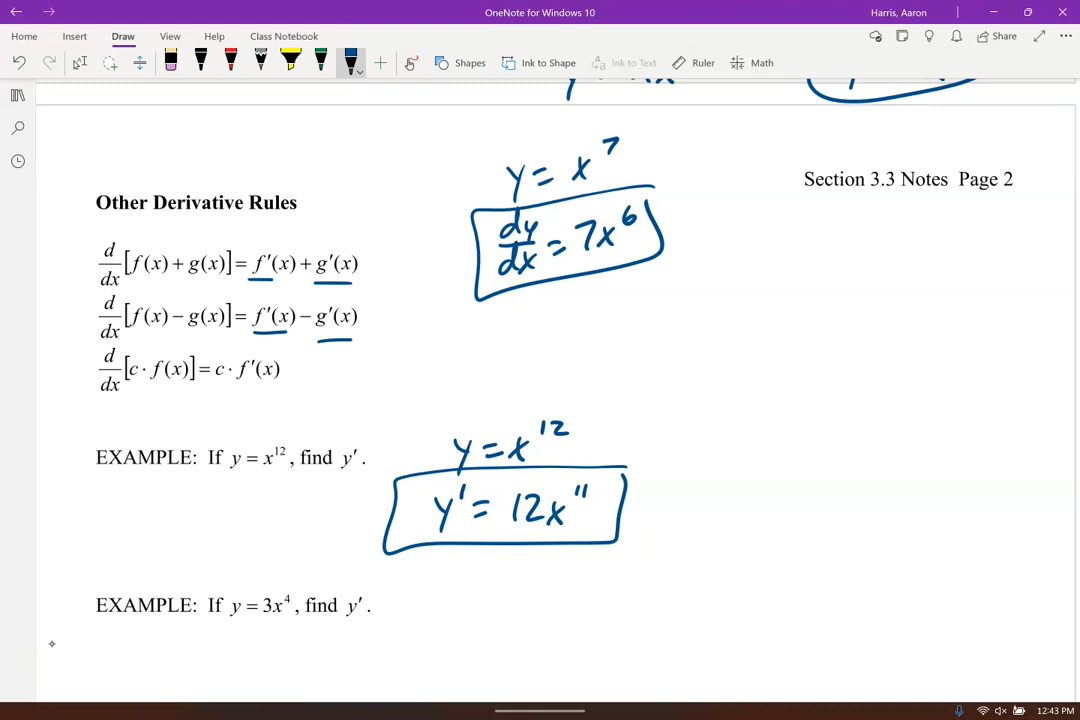 OneNote for Windows 10
Harris, Aaron
Home Insert Draw View Help Class Notebook
Share
Shapes Ink to Shape Ink to Text Ruler Math
y = x^7
Section 3.3 Notes Page 2
Other Derivative Rules
dy/dx = 7x^6
d/dx [f(x) + g(x)] = f′(x) + g′(x)
d/dx [f(x) − g(x)] = f′(x) − g′(x)
d/dx [c · f(x)] = c · f′(x)
y = x^12
EXAMPLE: If y = x^12, find y′.
y' = 12x^11
EXAMPLE: If y = 3x^4, find y′.
12:43 PM